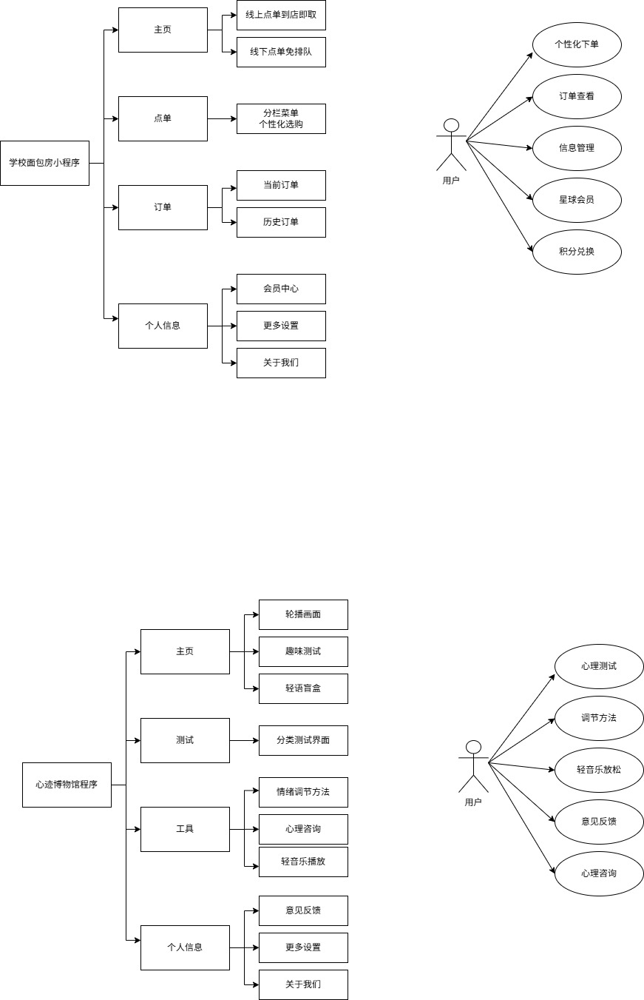 学校面包房小程序
主页
线上点单到店即取
线下点单免排队
点单
分栏菜单
个性化选购
订单
当前订单
历史订单
个人信息
会员中心
更多设置
关于我们
用户
个性化下单
订单查看
信息管理
星球会员
积分兑换
心迹博物馆程序
主页
轮播画面
趣味测试
轻语盲盒
测试
分类测试界面
工具
情绪调节方法
心理咨询
轻音乐播放
个人信息
意见反馈
更多设置
关于我们
用户
心理测试
调节方法
轻音乐放松
意见反馈
心理咨询